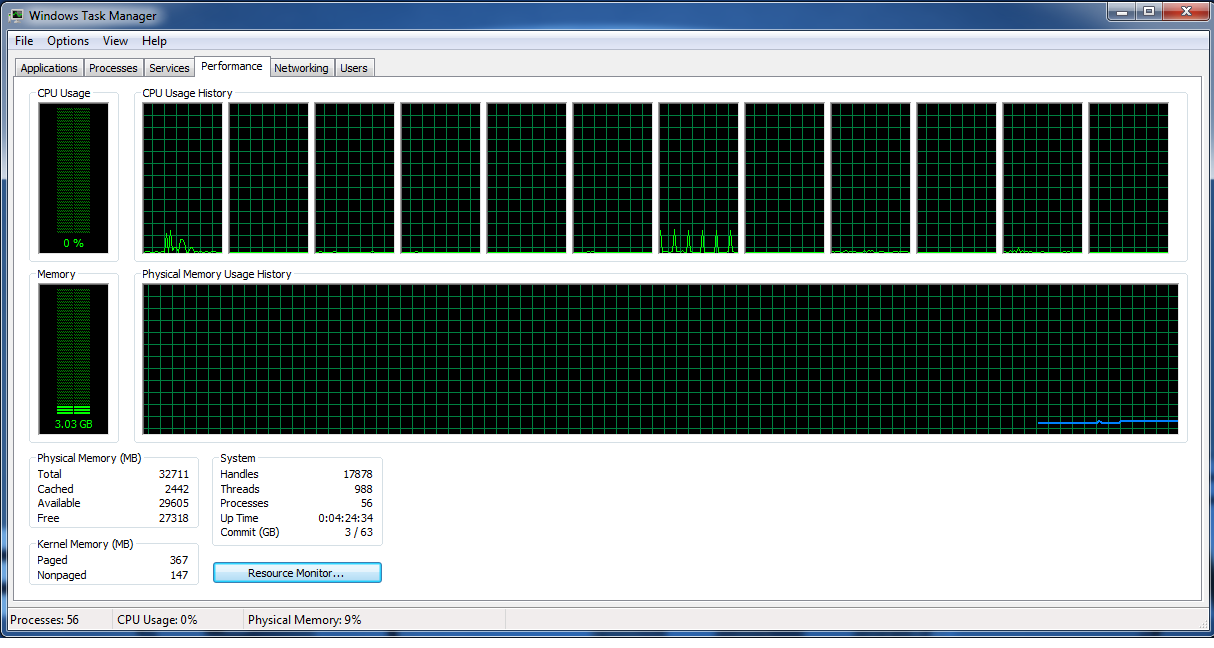 Windows Task Manager
File Options View Help
Applications Processes Services Performance Networking Users
CPU Usage CPU Usage History
0 %
Memory Physical Memory Usage History
3.03 GB
Physical Memory (MB)
Total 32711
Cached 2442
Available 29605
Free 27318
Kernel Memory (MB)
Paged 367
Nonpaged 147
System
Handles 17878
Threads 988
Processes 56
Up Time 0:04:24:34
Commit (GB) 3 / 63
Resource Monitor...
Processes: 56 CPU Usage: 0% Physical Memory: 9%